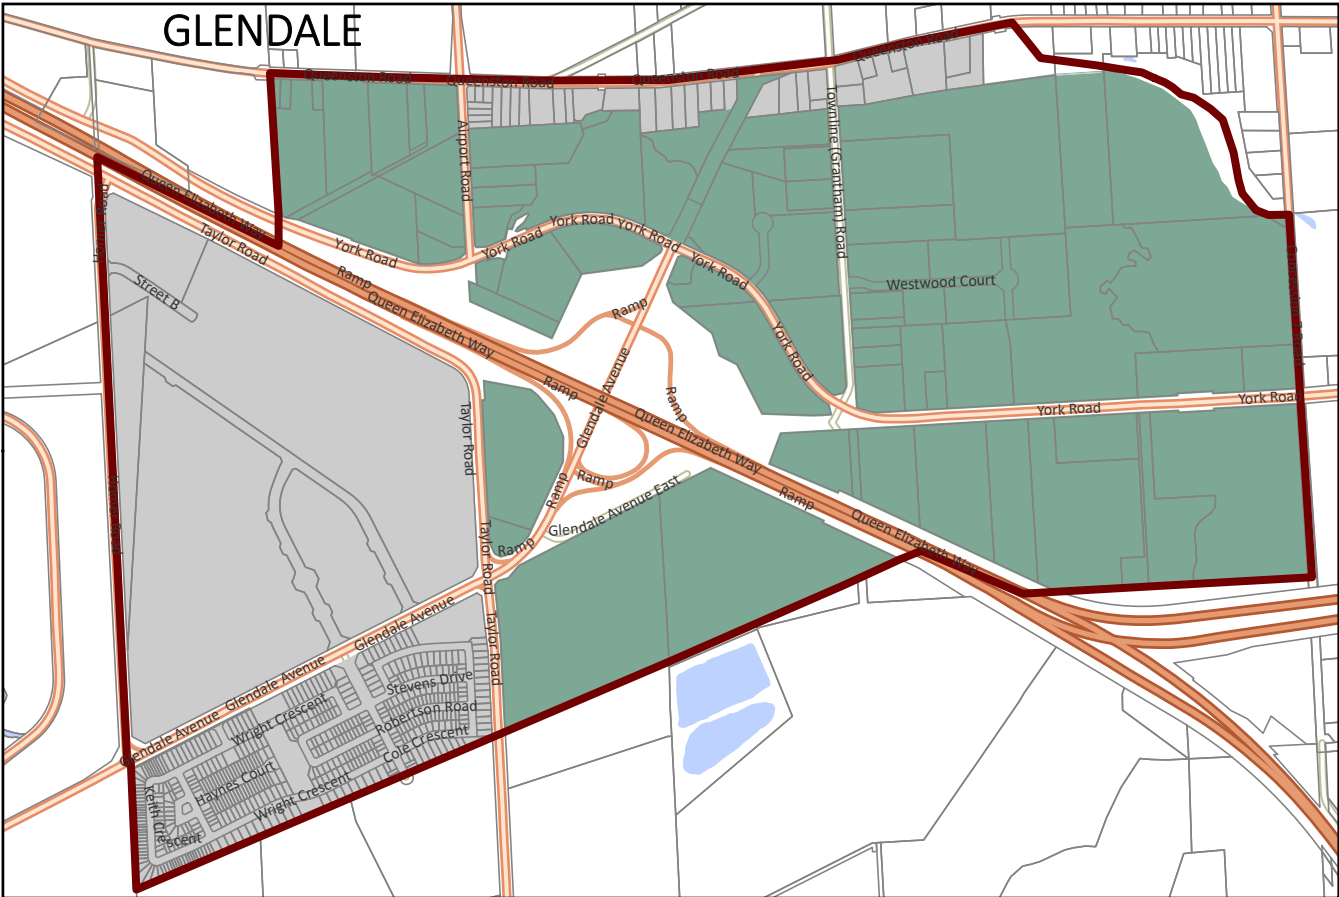 GLENDALE
Queenston Road
Queenston Road
Queenston Road
Queenston Road
Airport Road
Townline (Grantham) Road
Queen Elizabeth Way
Taylor Road
York Road
York Road
York Road
York Road
York Road
Street B
Ramp
Queen Elizabeth Way
Ramp
Westwood Court
Concession 7 Road
York Road
Ramp
Glendale Avenue
Ramp
Taylor Road
Queen Elizabeth Way
York Road
York Road
Ramp
Ramp
Glendale Avenue East
Ramp
Queen Elizabeth Way
Homer Road
Ramp
Taylor Road
Taylor Road
Glendale Avenue
Glendale Avenue
Glendale Avenue
Stevens Drive
Wright Crescent
Robertson Road
Cole Crescent
Haynes Court
Wright Crescent
Keith Cre
scent